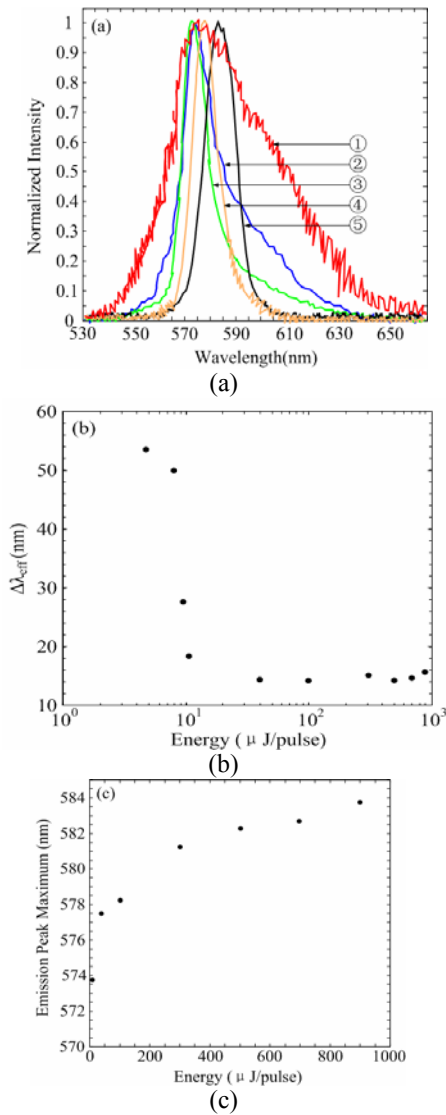 (a)
1
0.9
0.8
0.7
0.6
0.5
0.4
0.3
0.2
0.1
0
Normalized Intensity
①
②
③
④
⑤
530 550 570 590 610 630 650
Wavelength(nm)
(a)
(b)
60
50
40
30
20
10
Δλeff(nm)
10⁰ 10¹ 10² 10³
Energy ( μ J/pulse)
(b)
(c)
584
582
580
578
576
574
572
570
Emission Peak Maximum (nm)
0 200 400 600 800 1000
Energy ( μ J/pulse)
(c)